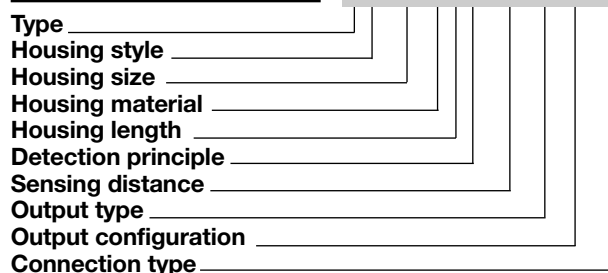 Type
Housing style
Housing size
Housing material
Housing length
Detection principle
Sensing distance
Output type
Output configuration
Connection type